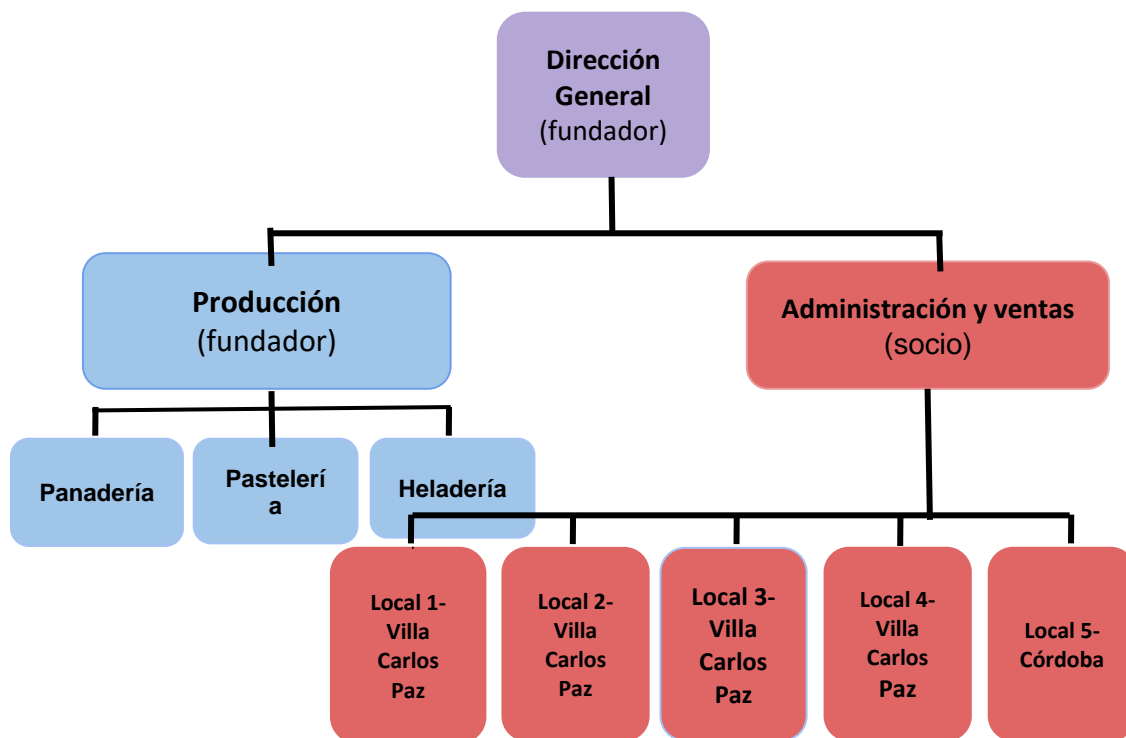 Dirección
General
(fundador)
Producción
(fundador)
Administración y ventas
(socio)
Panadería
Pastelerí
a
Heladería
Local 1-
Villa
Carlos
Paz
Local 2-
Villa
Carlos
Paz
Local 3-
Villa
Carlos
Paz
Local 4-
Villa
Carlos
Paz
Local 5-
Córdoba